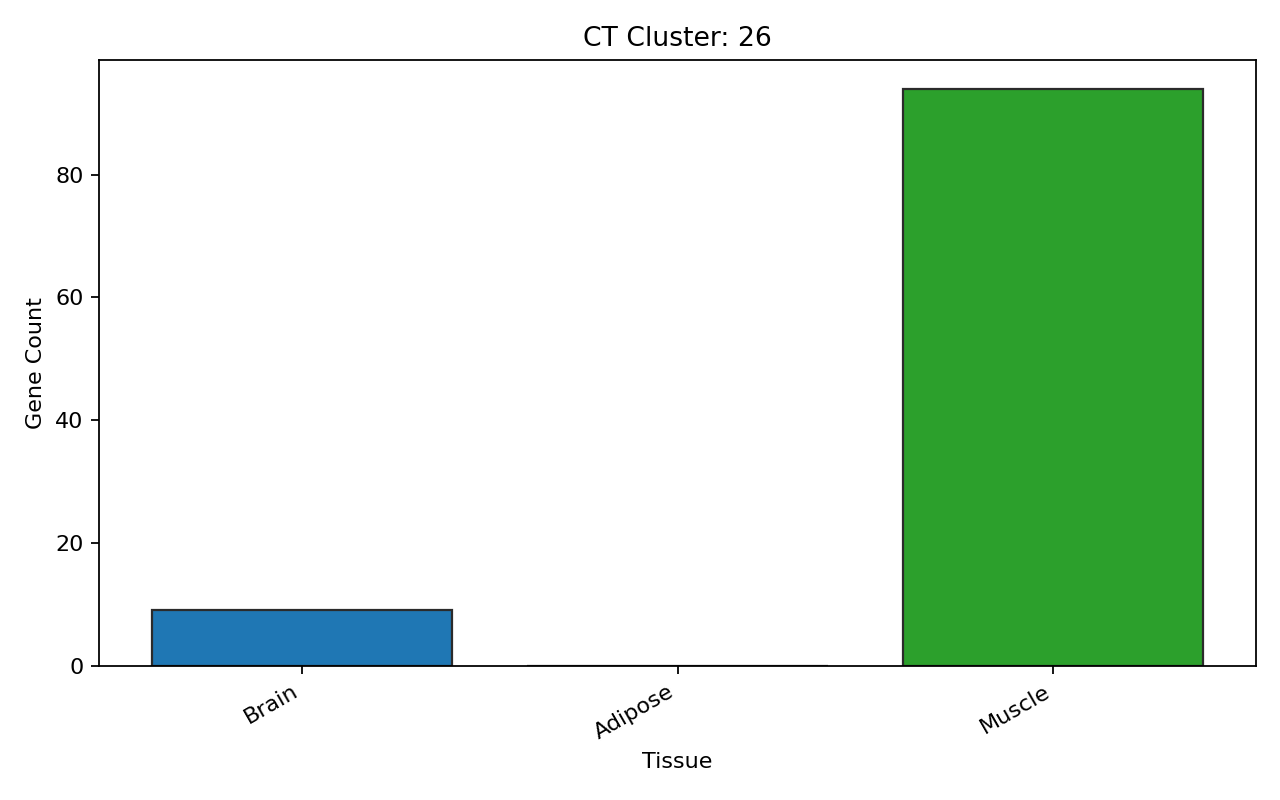 CT Cluster: 26
Gene Count
80
60
40
20
0
Brain
Adipose
Muscle
Tissue